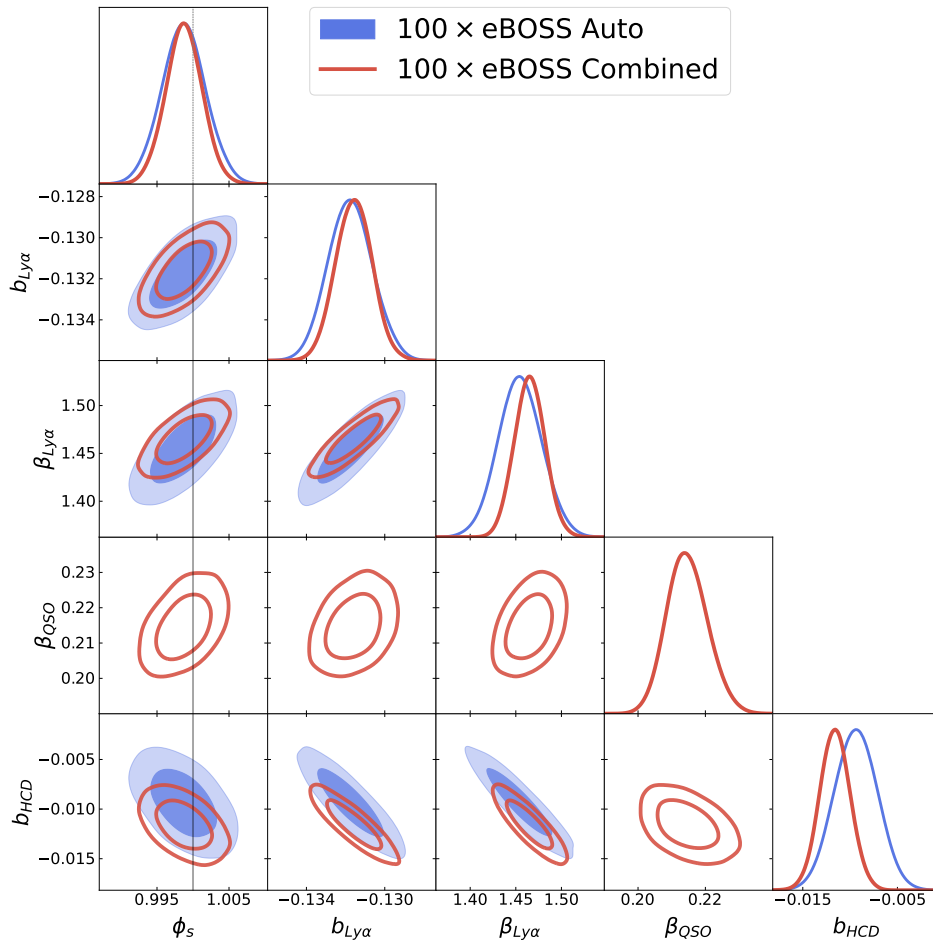 100 × eBOSS Auto
100 × eBOSS Combined
−0.128
−0.130
−0.132
−0.134
b_{Lyα}
1.50
1.45
1.40
β_{Lyα}
0.23
0.22
0.21
0.20
β_{QSO}
−0.005
−0.010
−0.015
b_{HCD}
0.995 1.005 −0.134 −0.130 1.40 1.45 1.50 0.20 0.22 −0.015 −0.005
ϕ_s b_{Lyα} β_{Lyα} β_{QSO} b_{HCD}